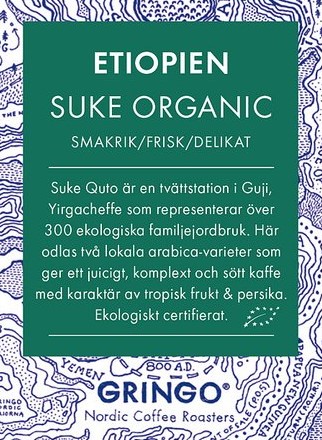 ETIOPIEN
SUKE ORGANIC
SMAKRIK/FRISK/DELIKAT
Suke Quto är en tvättstation i Guji,
Yirgacheffe som representerar över
300 ekologiska familjejordbruk. Här
odlas två lokala arabica-varieter som
ger ett juicigt, komplext och sött kaffe
med karaktär av tropisk frukt & persika.
Ekologiskt certifierat.
YEMEN
800 A.D.
GRINGO®
Nordic Coffee Roasters
GRINGO
NORDIC